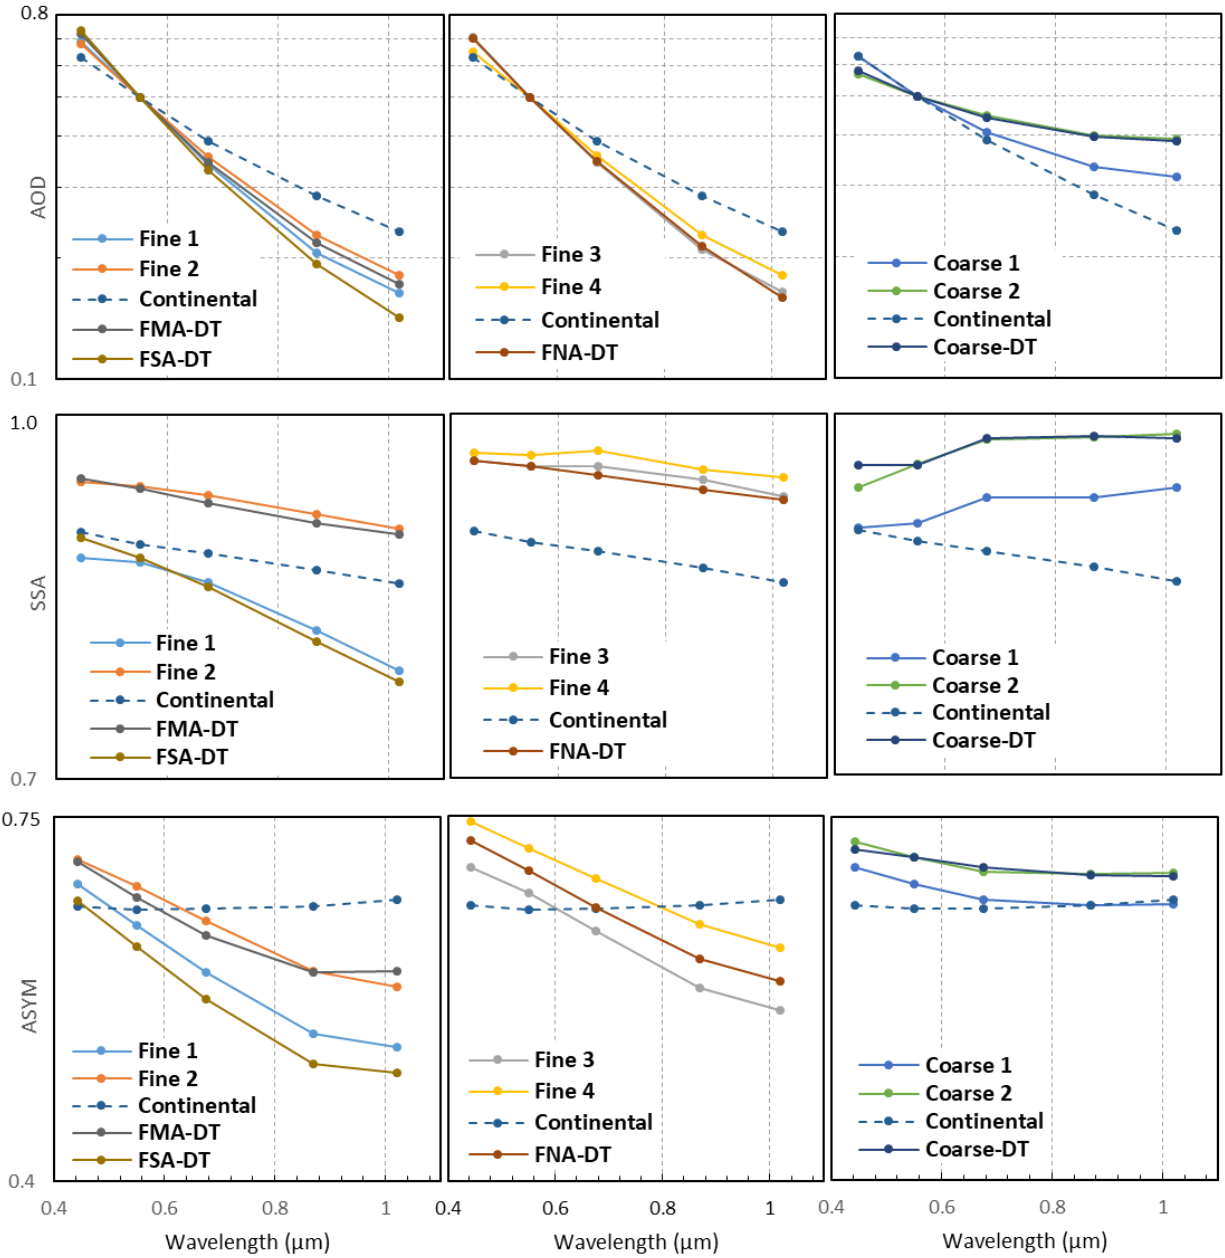 0.8
AOD
Fine 1
Fine 2
Continental
FMA-DT
FSA-DT
0.1
Fine 3
Fine 4
Continental
FNA-DT
Coarse 1
Coarse 2
Continental
Coarse-DT
1.0
SSA
Fine 1
Fine 2
Continental
FMA-DT
FSA-DT
0.7
Fine 3
Fine 4
Continental
FNA-DT
Coarse 1
Coarse 2
Continental
Coarse-DT
0.75
ASYM
Fine 1
Fine 2
Continental
FMA-DT
FSA-DT
0.4
Fine 3
Fine 4
Continental
FNA-DT
Coarse 1
Coarse 2
Continental
Coarse-DT
0.4 0.6 0.8 1 0.4 0.6 0.8 1 0.4 0.6 0.8 1
Wavelength (μm) Wavelength (μm) Wavelength (μm)